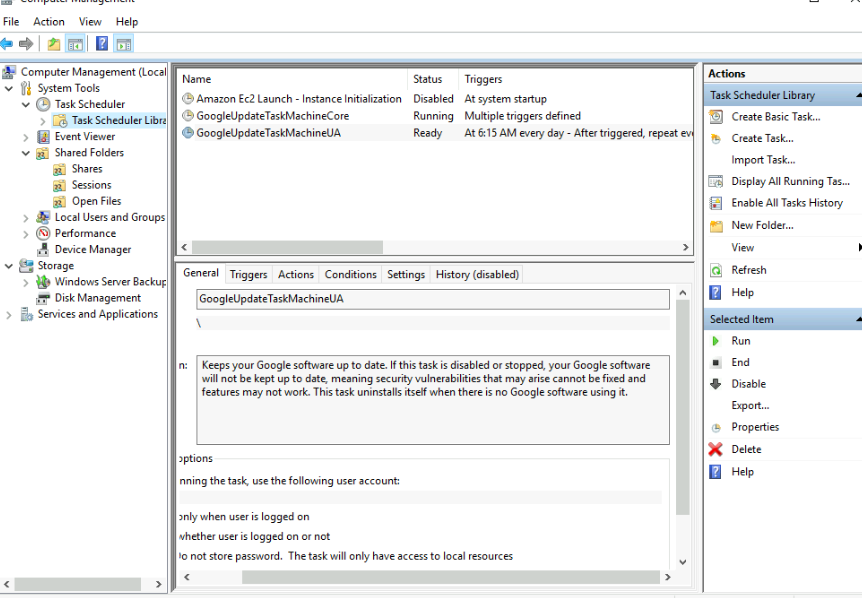 Computer Management
File Action View Help
Computer Management (Local
System Tools
Task Scheduler
Task Scheduler Libra
Event Viewer
Shared Folders
Shares
Sessions
Open Files
Local Users and Groups
Performance
Device Manager
Storage
Windows Server Backup
Disk Management
Services and Applications
Name Status Triggers
Amazon Ec2 Launch - Instance Initialization Disabled At system startup
GoogleUpdateTaskMachineCore Running Multiple triggers defined
GoogleUpdateTaskMachineUA Ready At 6:15 AM every day - After triggered, repeat eve
General Triggers Actions Conditions Settings History (disabled)
GoogleUpdateTaskMachineUA
\
n: Keeps your Google software up to date. If this task is disabled or stopped, your Google software
will not be kept up to date, meaning security vulnerabilities that may arise cannot be fixed and
features may not work. This task uninstalls itself when there is no Google software using it.
options
nning the task, use the following user account:
only when user is logged on
whether user is logged on or not
Do not store password. The task will only have access to local resources
Actions
Task Scheduler Library
Create Basic Task...
Create Task...
Import Task...
Display All Running Tas...
Enable All Tasks History
New Folder...
View
Refresh
Help
Selected Item
Run
End
Disable
Export...
Properties
Delete
Help